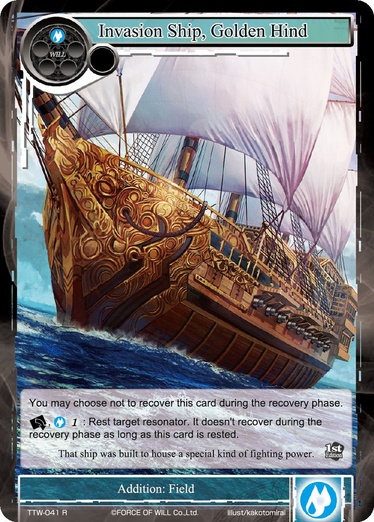 Invasion Ship, Golden Hind
WILL
You may choose not to recover this card during the recovery phase.
, 1 : Rest target resonator. It doesn't recover during the
recovery phase as long as this card is rested.
That ship was built to house a special kind of fighting power.
1st
Edition
Addition: Field
TTW-041 R ©FORCE OF WILL Co.,Ltd. illust/kakotomirai